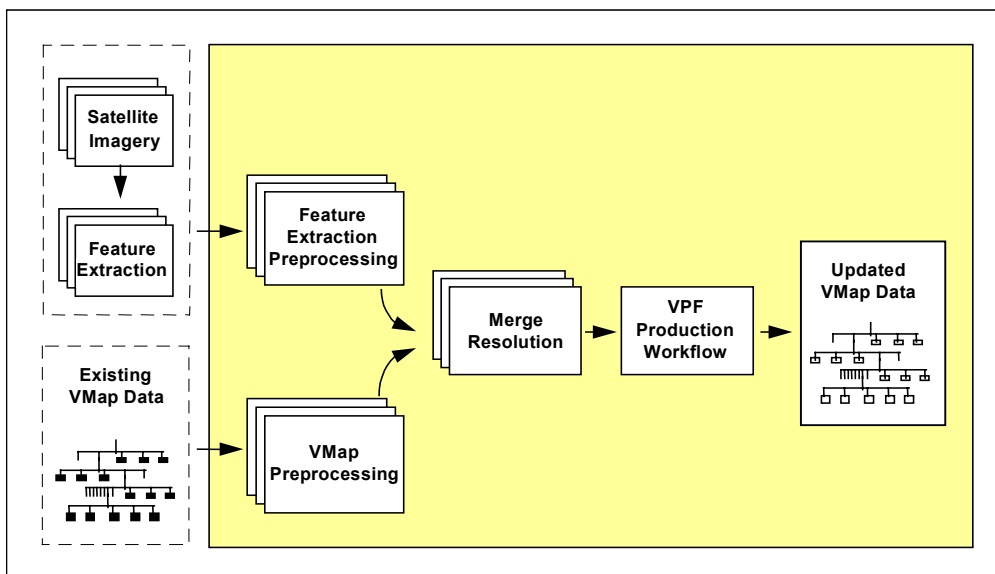 Satellite
Imagery
Feature
Extraction
Existing
VMap Data
Feature
Extraction
Preprocessing
VMap
Preprocessing
Merge
Resolution
VPF
Production
Workflow
Updated
VMap Data